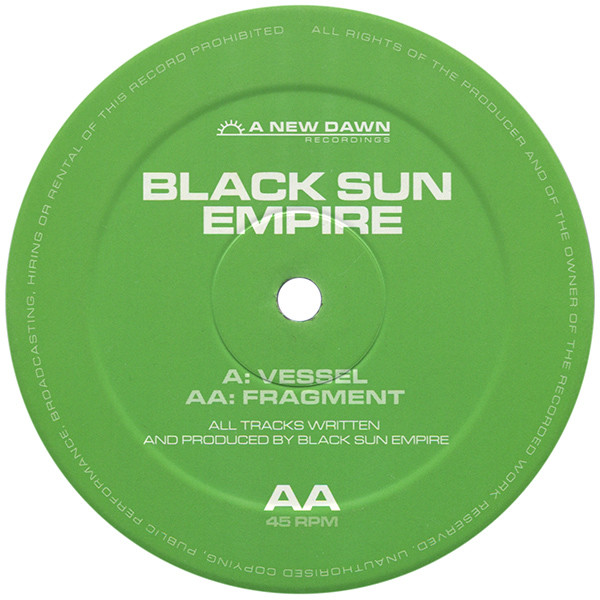 A NEW DAWN
RECORDINGS
BLACK SUN
EMPIRE
A: VESSEL
AA: FRAGMENT
ALL TRACKS WRITTEN
AND PRODUCED BY BLACK SUN EMPIRE
AA
45 RPM
ALL RIGHTS OF THE PRODUCER AND OF THE OWNER OF THE RECORDED WORK RESERVED. UNAUTHORISED COPYING, PUBLIC PERFORMANCE, BROADCASTING, HIRING OR RENTAL OF THIS RECORD PROHIBITED